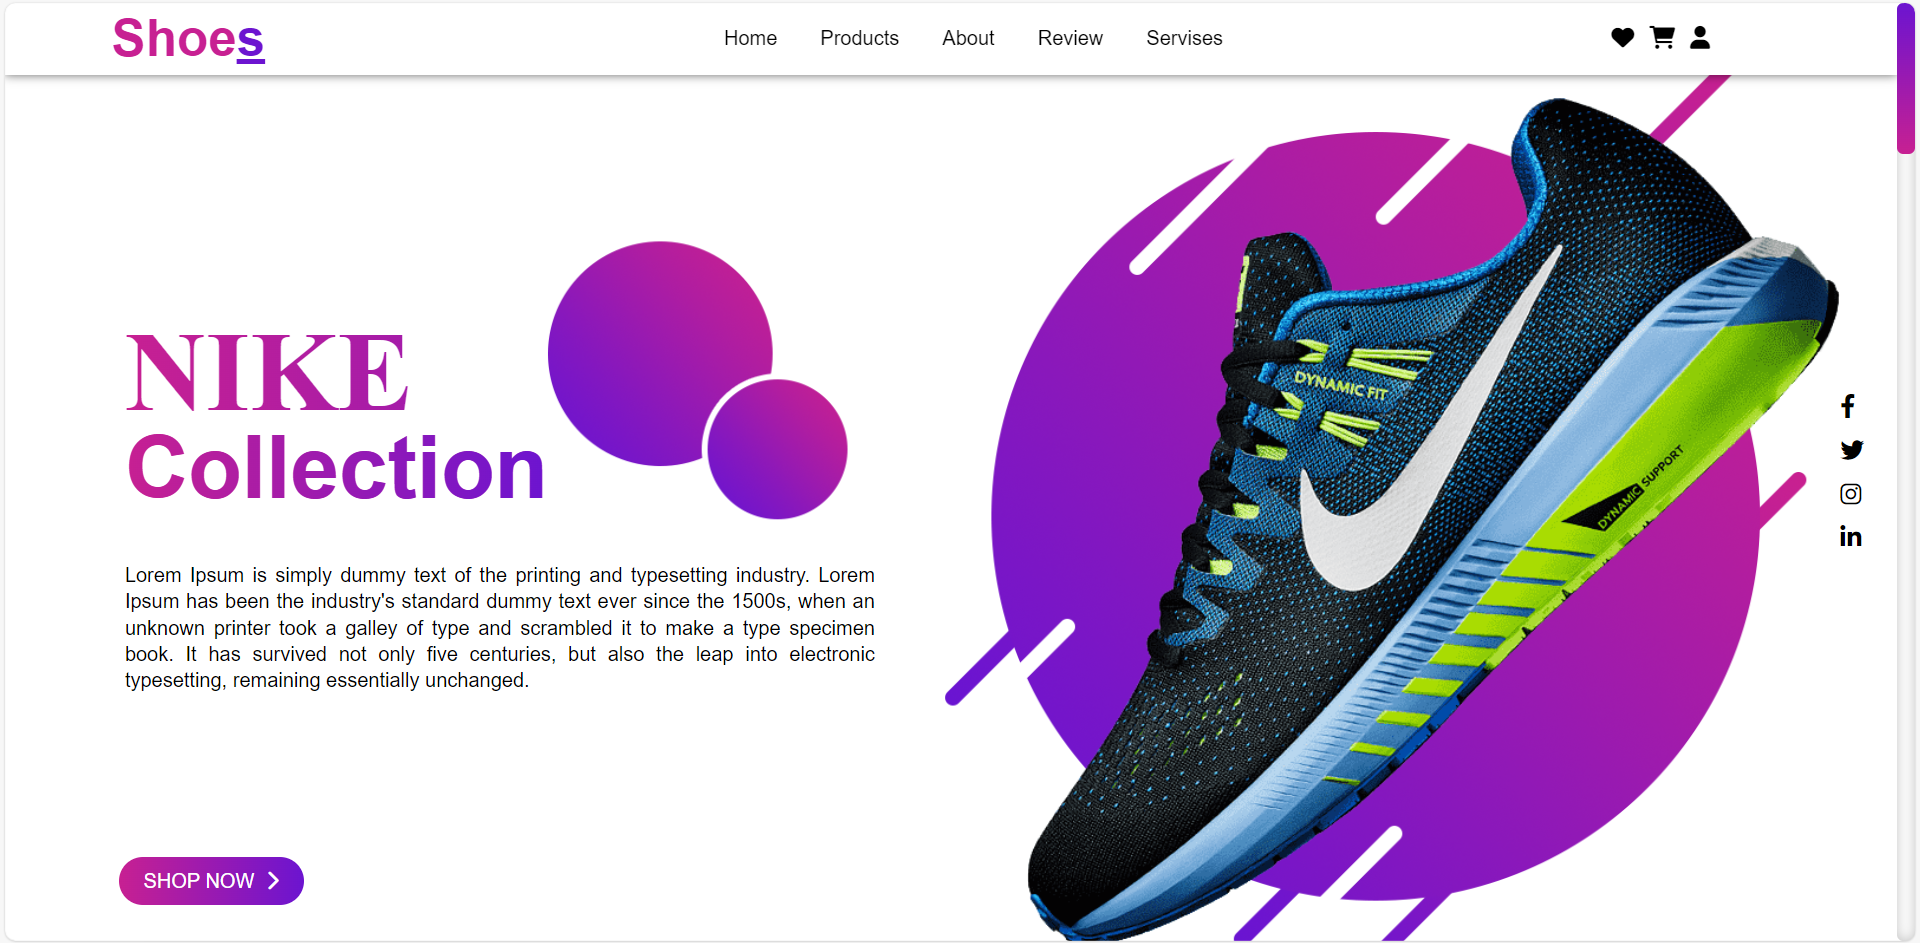 Shoes
Home Products About Review Servises
NIKE
Collection
Lorem Ipsum is simply dummy text of the printing and typesetting industry. Lorem
Ipsum has been the industry's standard dummy text ever since the 1500s, when an
unknown printer took a galley of type and scrambled it to make a type specimen
book. It has survived not only five centuries, but also the leap into electronic
typesetting, remaining essentially unchanged.
SHOP NOW
DYNAMIC FIT
DYNAMIC SUPPORT
in